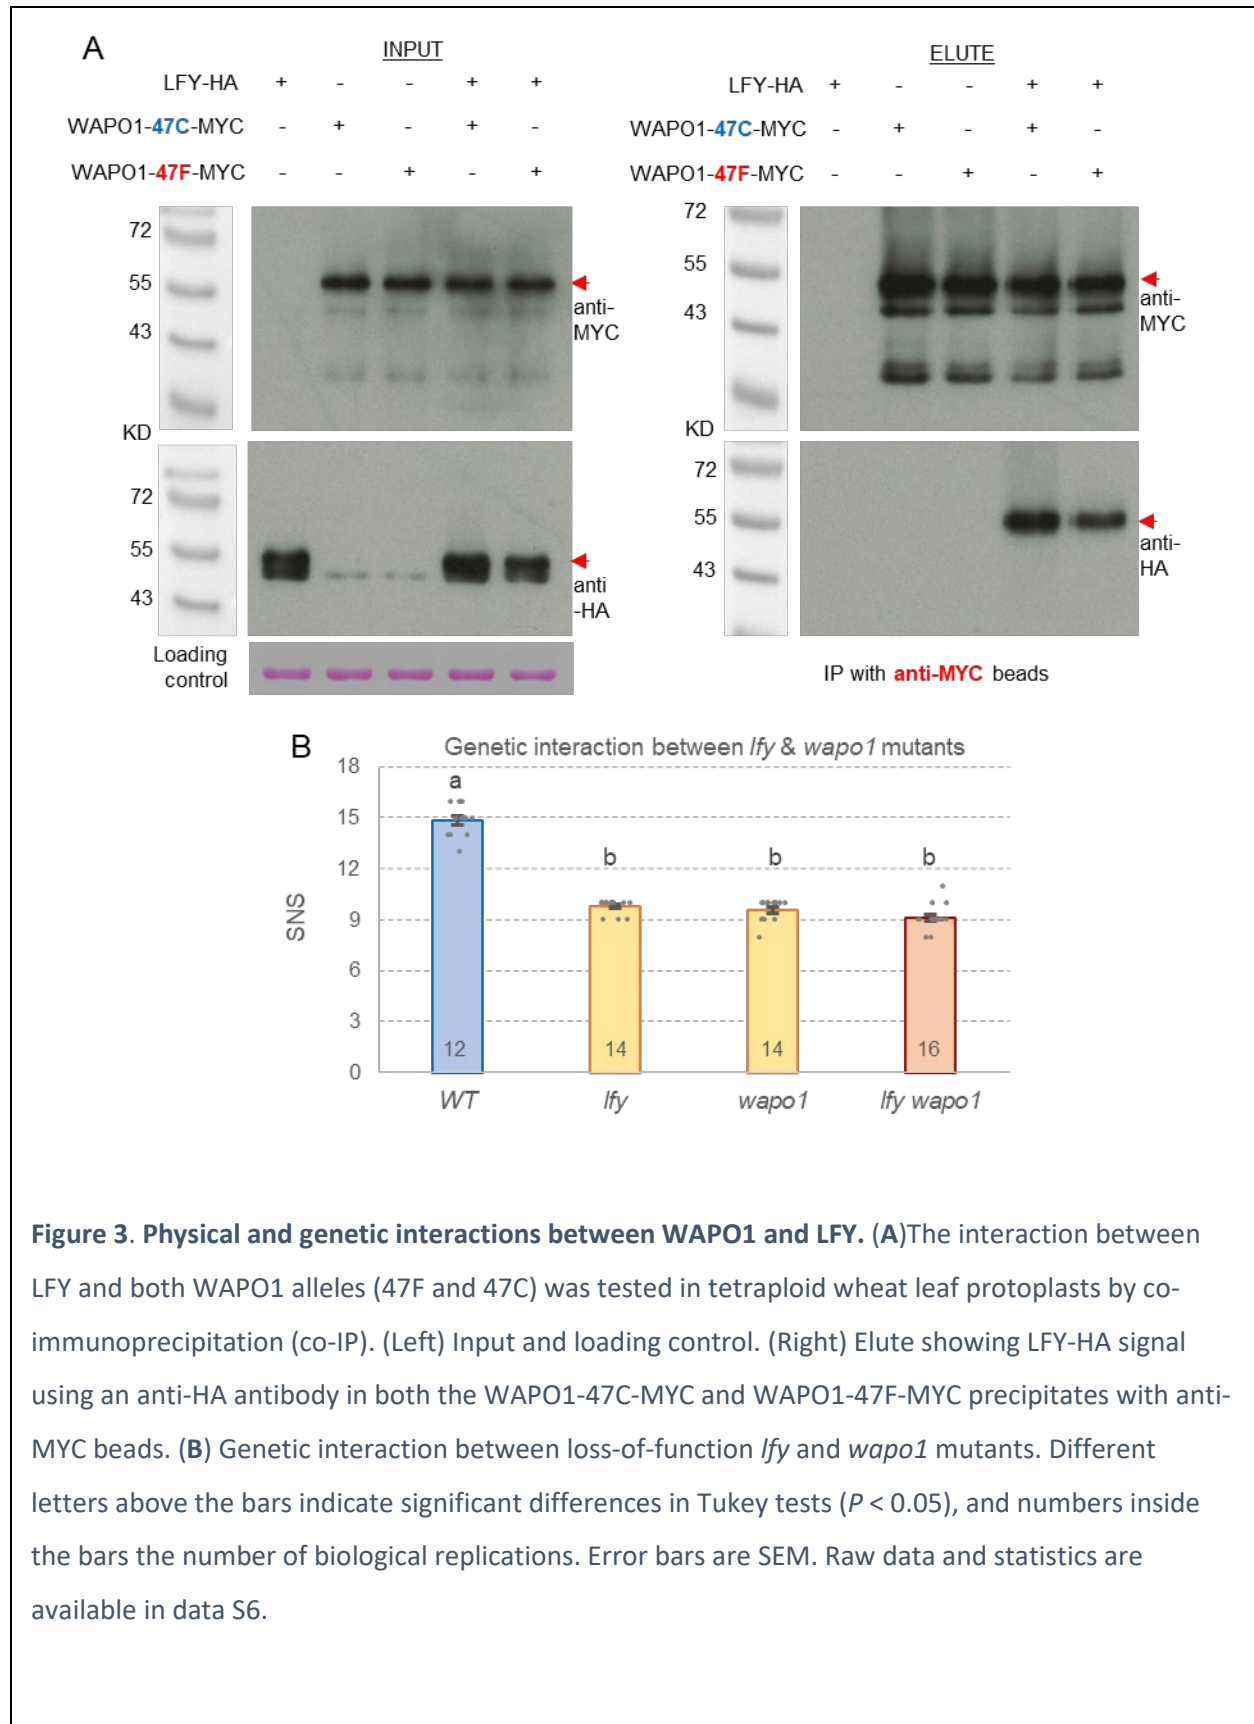 A
INPUT
LFY-HA + - - + +
WAPO1-47C-MYC - + - + -
WAPO1-47F-MYC - - + - +
72
55
43
KD
anti-
MYC
72
55
43
anti
-HA
Loading
control
ELUTE
LFY-HA + - - + +
WAPO1-47C-MYC - + - + -
WAPO1-47F-MYC - - + - +
72
55
43
KD
anti-
MYC
72
55
43
anti-
HA
IP with anti-MYC beads
B
Genetic interaction between lfy & wapo1 mutants
SNS
18
15
12
9
6
3
0
a
b
b
b
12
14
14
16
WT
lfy
wapo1
lfy wapo1
Figure 3. Physical and genetic interactions between WAPO1 and LFY. (A)The interaction between
LFY and both WAPO1 alleles (47F and 47C) was tested in tetraploid wheat leaf protoplasts by co-
immunoprecipitation (co-IP). (Left) Input and loading control. (Right) Elute showing LFY-HA signal
using an anti-HA antibody in both the WAPO1-47C-MYC and WAPO1-47F-MYC precipitates with anti-
MYC beads. (B) Genetic interaction between loss-of-function lfy and wapo1 mutants. Different
letters above the bars indicate significant differences in Tukey tests (P < 0.05), and numbers inside
the bars the number of biological replications. Error bars are SEM. Raw data and statistics are
available in data S6.